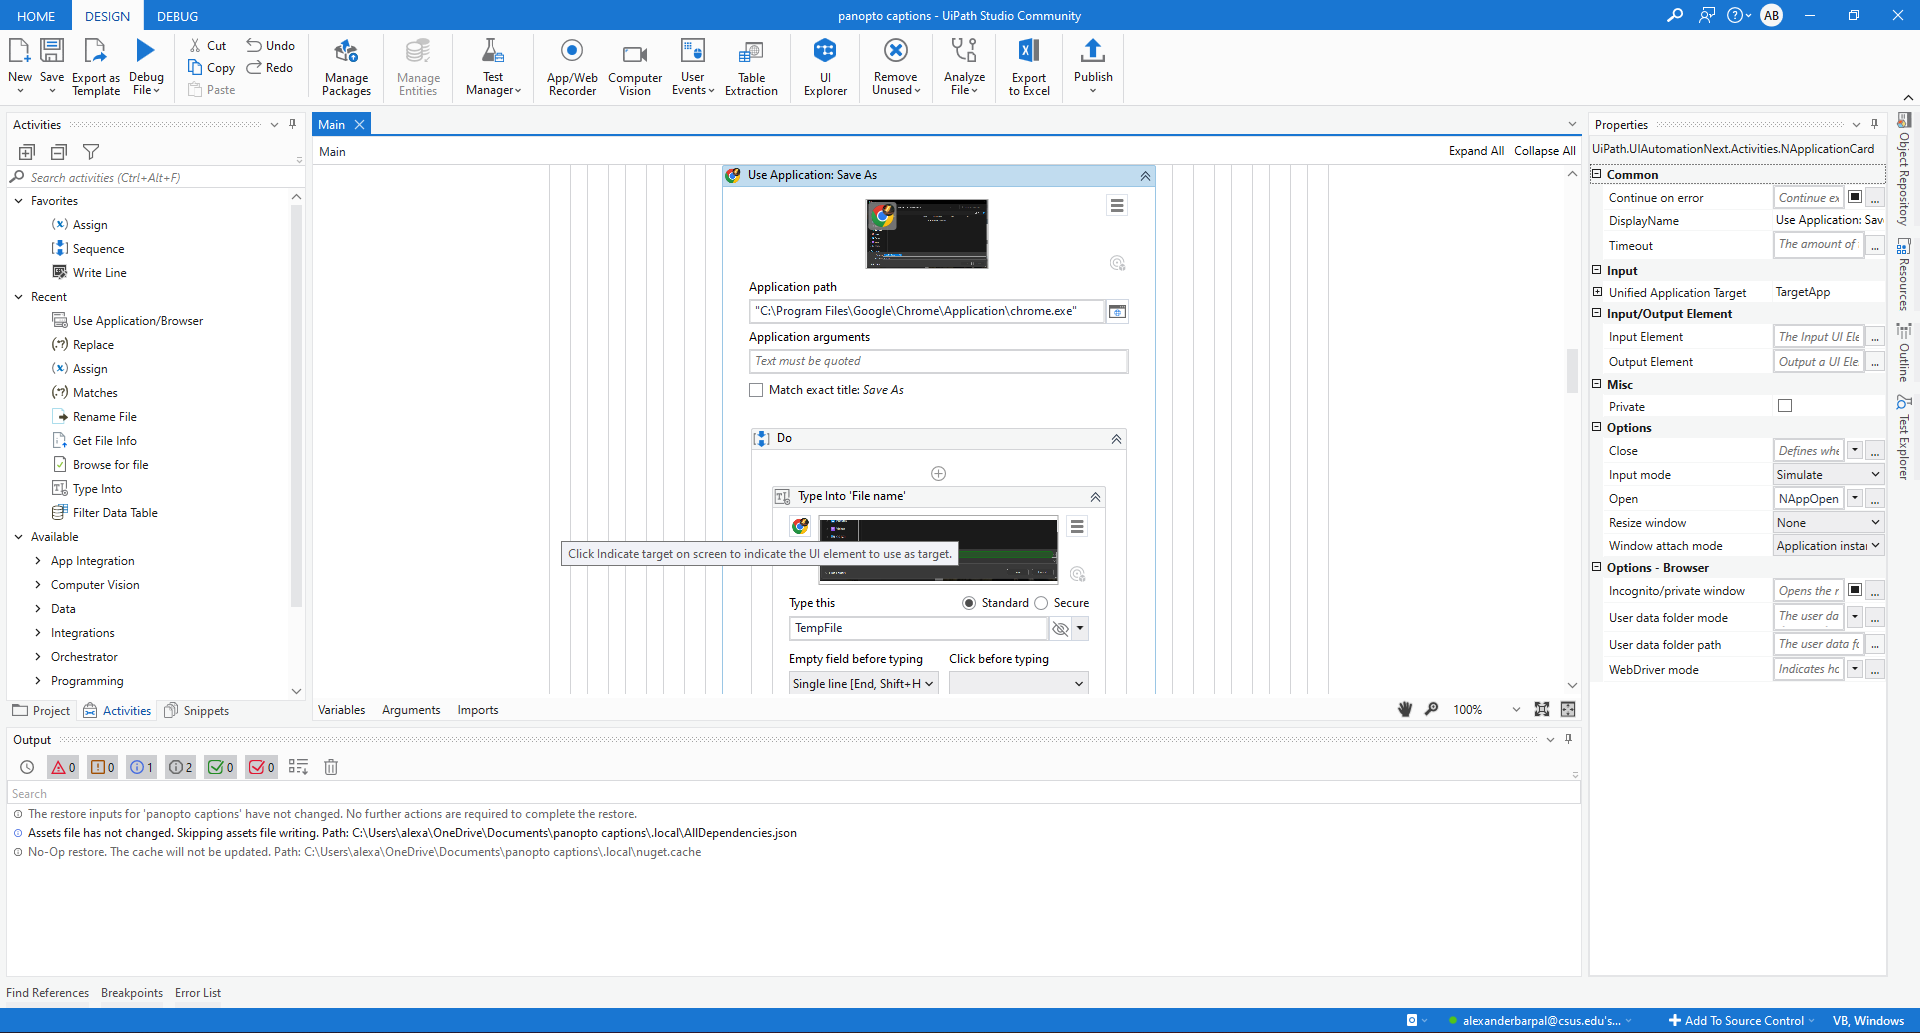 HOME DESIGN DEBUG
panopto captions - UiPath Studio Community
AB
New
Save
Export as Template
Debug File
Cut
Copy
Paste
Undo
Redo
Manage Packages
Manage Entities
Test Manager
App/Web Recorder
Computer Vision
User Events
Table Extraction
UI Explorer
Remove Unused
Analyze File
Export to Excel
Publish
Activities
Search activities (Ctrl+Alt+F)
Favorites
Assign
Sequence
Write Line
Recent
Use Application/Browser
Replace
Assign
Matches
Rename File
Get File Info
Browse for file
Type Into
Filter Data Table
Available
App Integration
Computer Vision
Data
Integrations
Orchestrator
Programming
Project Activities Snippets
Main
Main
Expand All Collapse All
Use Application: Save As
Application path
"C:\Program Files\Google\Chrome\Application\chrome.exe"
Application arguments
Text must be quoted
Match exact title: Save As
Do
Type Into 'File name'
Click Indicate target on screen to indicate the UI element to use as target.
Type this
Standard Secure
TempFile
Empty field before typing
Click before typing
Single line [End, Shift+H
Variables Arguments Imports
100%
Properties
UiPath.UIAutomationNext.Activities.NApplicationCard
Common
Continue on error Continue ex ...
DisplayName Use Application: Sav
Timeout The amount of ...
Input
Unified Application Target TargetApp
Input/Output Element
Input Element The Input UI Ele ...
Output Element Output a UI Ele. ...
Misc
Private
Options
Close Defines whe ...
Input mode Simulate
Open NAppOpen ...
Resize window None
Window attach mode Application insta
Options - Browser
Incognito/private window Opens the r ...
User data folder mode The user da ...
User data folder path The user data fo ...
WebDriver mode Indicates ho ...
Object Repository
Resources
Outline
Test Explorer
Output
0 0 1 2 0 0
Search
The restore inputs for 'panopto captions' have not changed. No further actions are required to complete the restore.
Assets file has not changed. Skipping assets file writing. Path: C:\Users\alexa\OneDrive\Documents\panopto captions\.local\AllDependencies.json
No-Op restore. The cache will not be updated. Path: C:\Users\alexa\OneDrive\Documents\panopto captions\.local\nuget.cache
Find References Breakpoints Error List
alexanderbarpal@csus.edu's...
Add To Source Control
VB, Windows